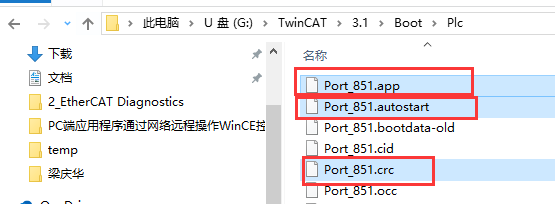 此电脑 > U 盘 (G:) > TwinCAT > 3.1 > Boot > Plc
下载
文档
2_EtherCAT Diagnostics
PC端应用程序通过网络远程操作WinCE控
temp
梁庆华
名称
Port_851.app
Port_851.autostart
Port_851.bootdata-old
Port_851.cid
Port_851.crc
Port_851.occ